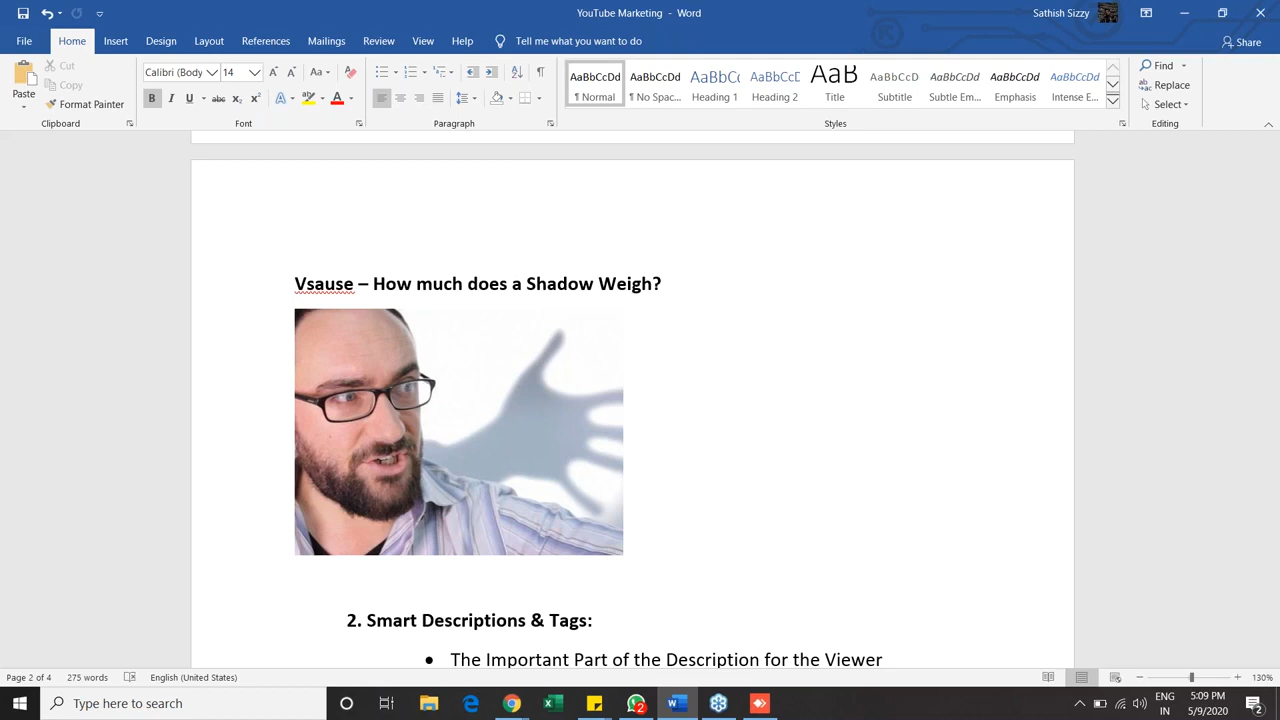 YouTube Marketing - Word
Sathish Sizzy
File Home Insert Design Layout References Mailings Review View Help Tell me what you want to do
Share
Paste
Cut
Copy
Format Painter
Clipboard
Calibri (Body
14
Font
Paragraph
AaBbCcDd AaBbCcDd AaBbCc AaBbCcD AaB AaBbCcD AaBbCcDd AaBbCcDd AaBbCcDd
¶ Normal ¶ No Spac... Heading 1 Heading 2 Title Subtitle Subtle Em... Emphasis Intense E...
Styles
Find
Replace
Select
Editing
Vsause – How much does a Shadow Weigh?
2. Smart Descriptions & Tags:
• The Important Part of the Description for the Viewer
Page 2 of 4 275 words English (United States) 130%
Type here to search
2
ENG
IN
5:09 PM
5/9/2020
2